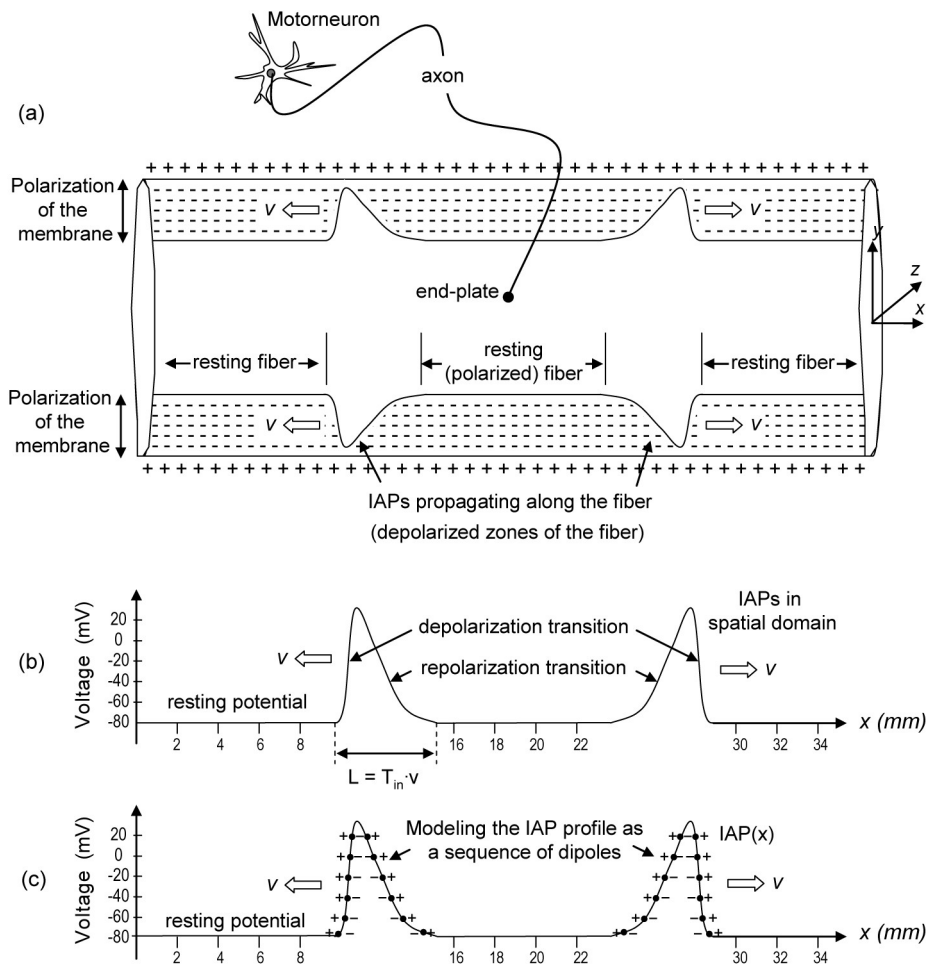 Motorneuron
axon
(a)
+ + + + + + + + + + + + + + + + + + + + + + + + + + + + + + + + + + + +
Polarization
of the
membrane
v
v
y
z
x
end-plate
resting fiber
resting
(polarized) fiber
resting fiber
Polarization
of the
membrane
v
v
+ + + + + + + + + + + + + + + + + + + + + + + + + + + + + + + + + + + +
IAPs propagating along the fiber
(depolarized zones of the fiber)
(b)
Voltage (mV)
20
0
-20
-40
-60
-80
v
depolarization transition
repolarization transition
IAPs in
spatial domain
v
resting potential
x (mm)
2 4 6 8 16 18 20 22 30 32 34
L = T_in·v
(c)
Voltage (mV)
20
0
-20
-40
-60
-80
v
Modeling the IAP profile as
a sequence of dipoles
IAP(x)
v
resting potential
x (mm)
2 4 6 8 16 18 20 22 30 32 34